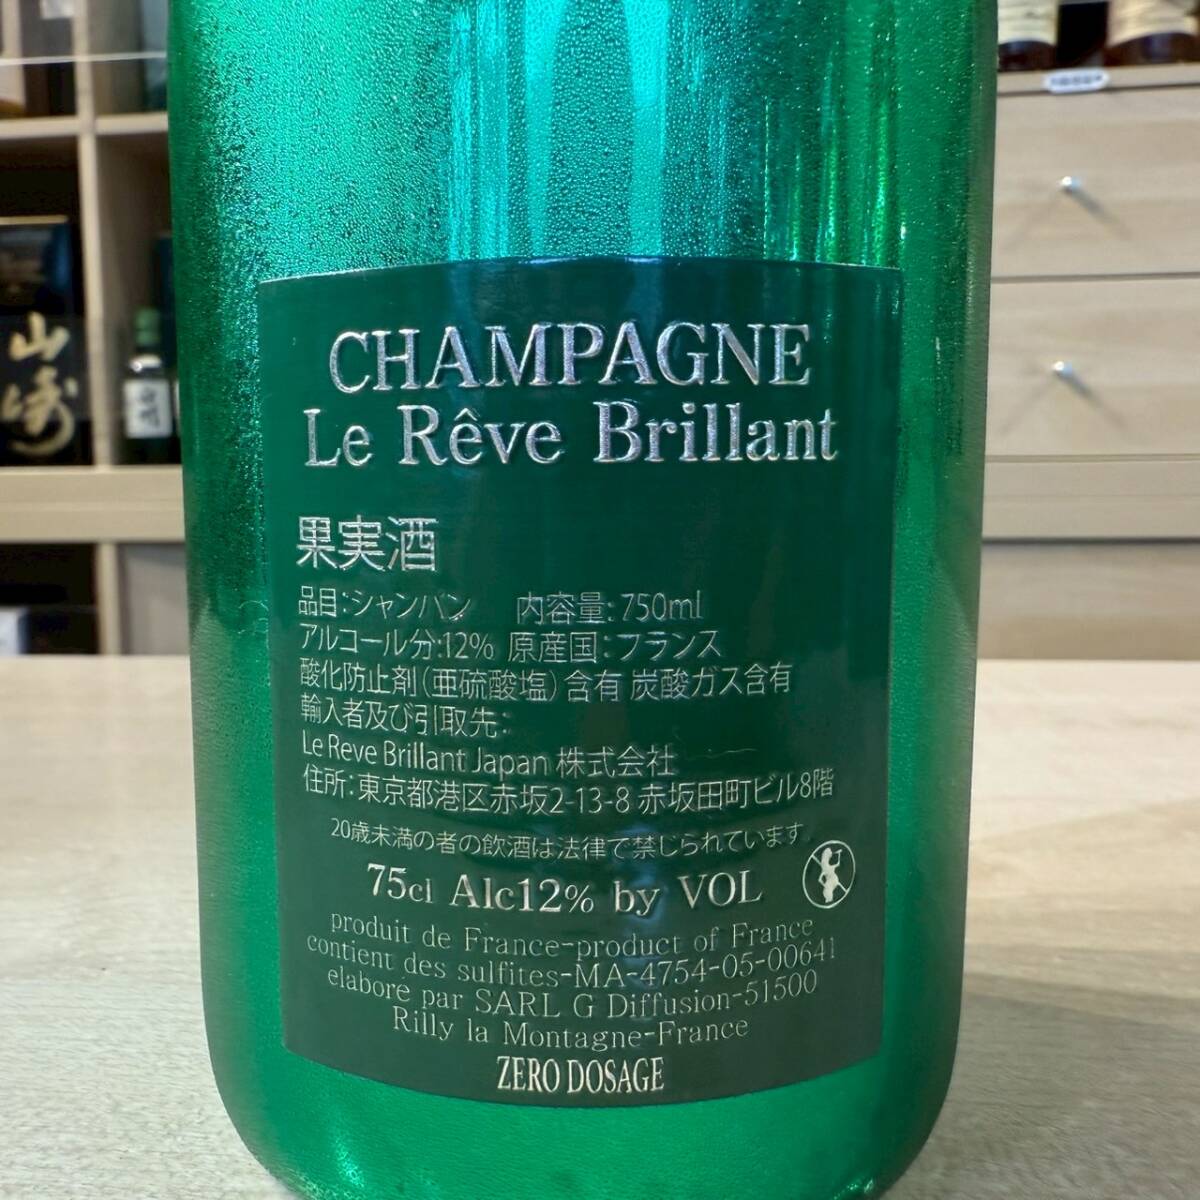 CHAMPAGNE
Le Rêve Brillant
果実酒
品目:シャンパン 内容量:750ml
アルコール分:12% 原産国:フランス
酸化防止剤(亜硫酸塩)含有 炭酸ガス含有
輸入者及び引取先:
Le Reve Brillant Japan 株式会社
住所:東京都港区赤坂2-13-8 赤坂田町ビル8階
20歳未満の者の飲酒は法律で禁じられています。
75cl Alc12% by VOL
produit de France-product of France
contient des sulfites-MA-4754-05-00641
elabore par SARL G Diffusion-51500
Rilly la Montagne-France
ZERO DOSAGE
山崎